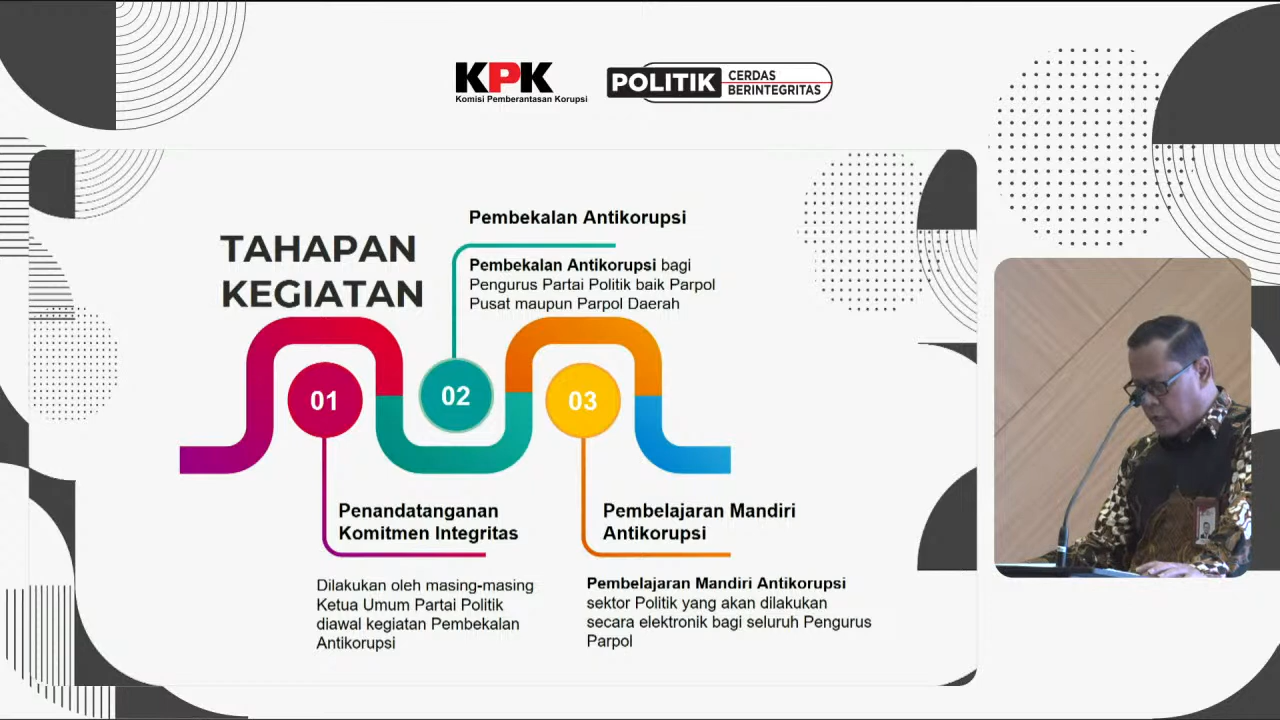 KPK
Komisi Pemberantasan Korupsi
POLITIK
CERDAS
BERINTEGRITAS
TAHAPAN
KEGIATAN
Pembekalan Antikorupsi
Pembekalan Antikorupsi bagi
Pengurus Partai Politik baik Parpol
Pusat maupun Parpol Daerah
01
02
03
Penandatanganan
Komitmen Integritas
Dilakukan oleh masing-masing
Ketua Umum Partai Politik
diawal kegiatan Pembekalan
Antikorupsi
Pembelajaran Mandiri
Antikorupsi
Pembelajaran Mandiri Antikorupsi
sektor Politik yang akan dilakukan
secara elektronik bagi seluruh Pengurus
Parpol